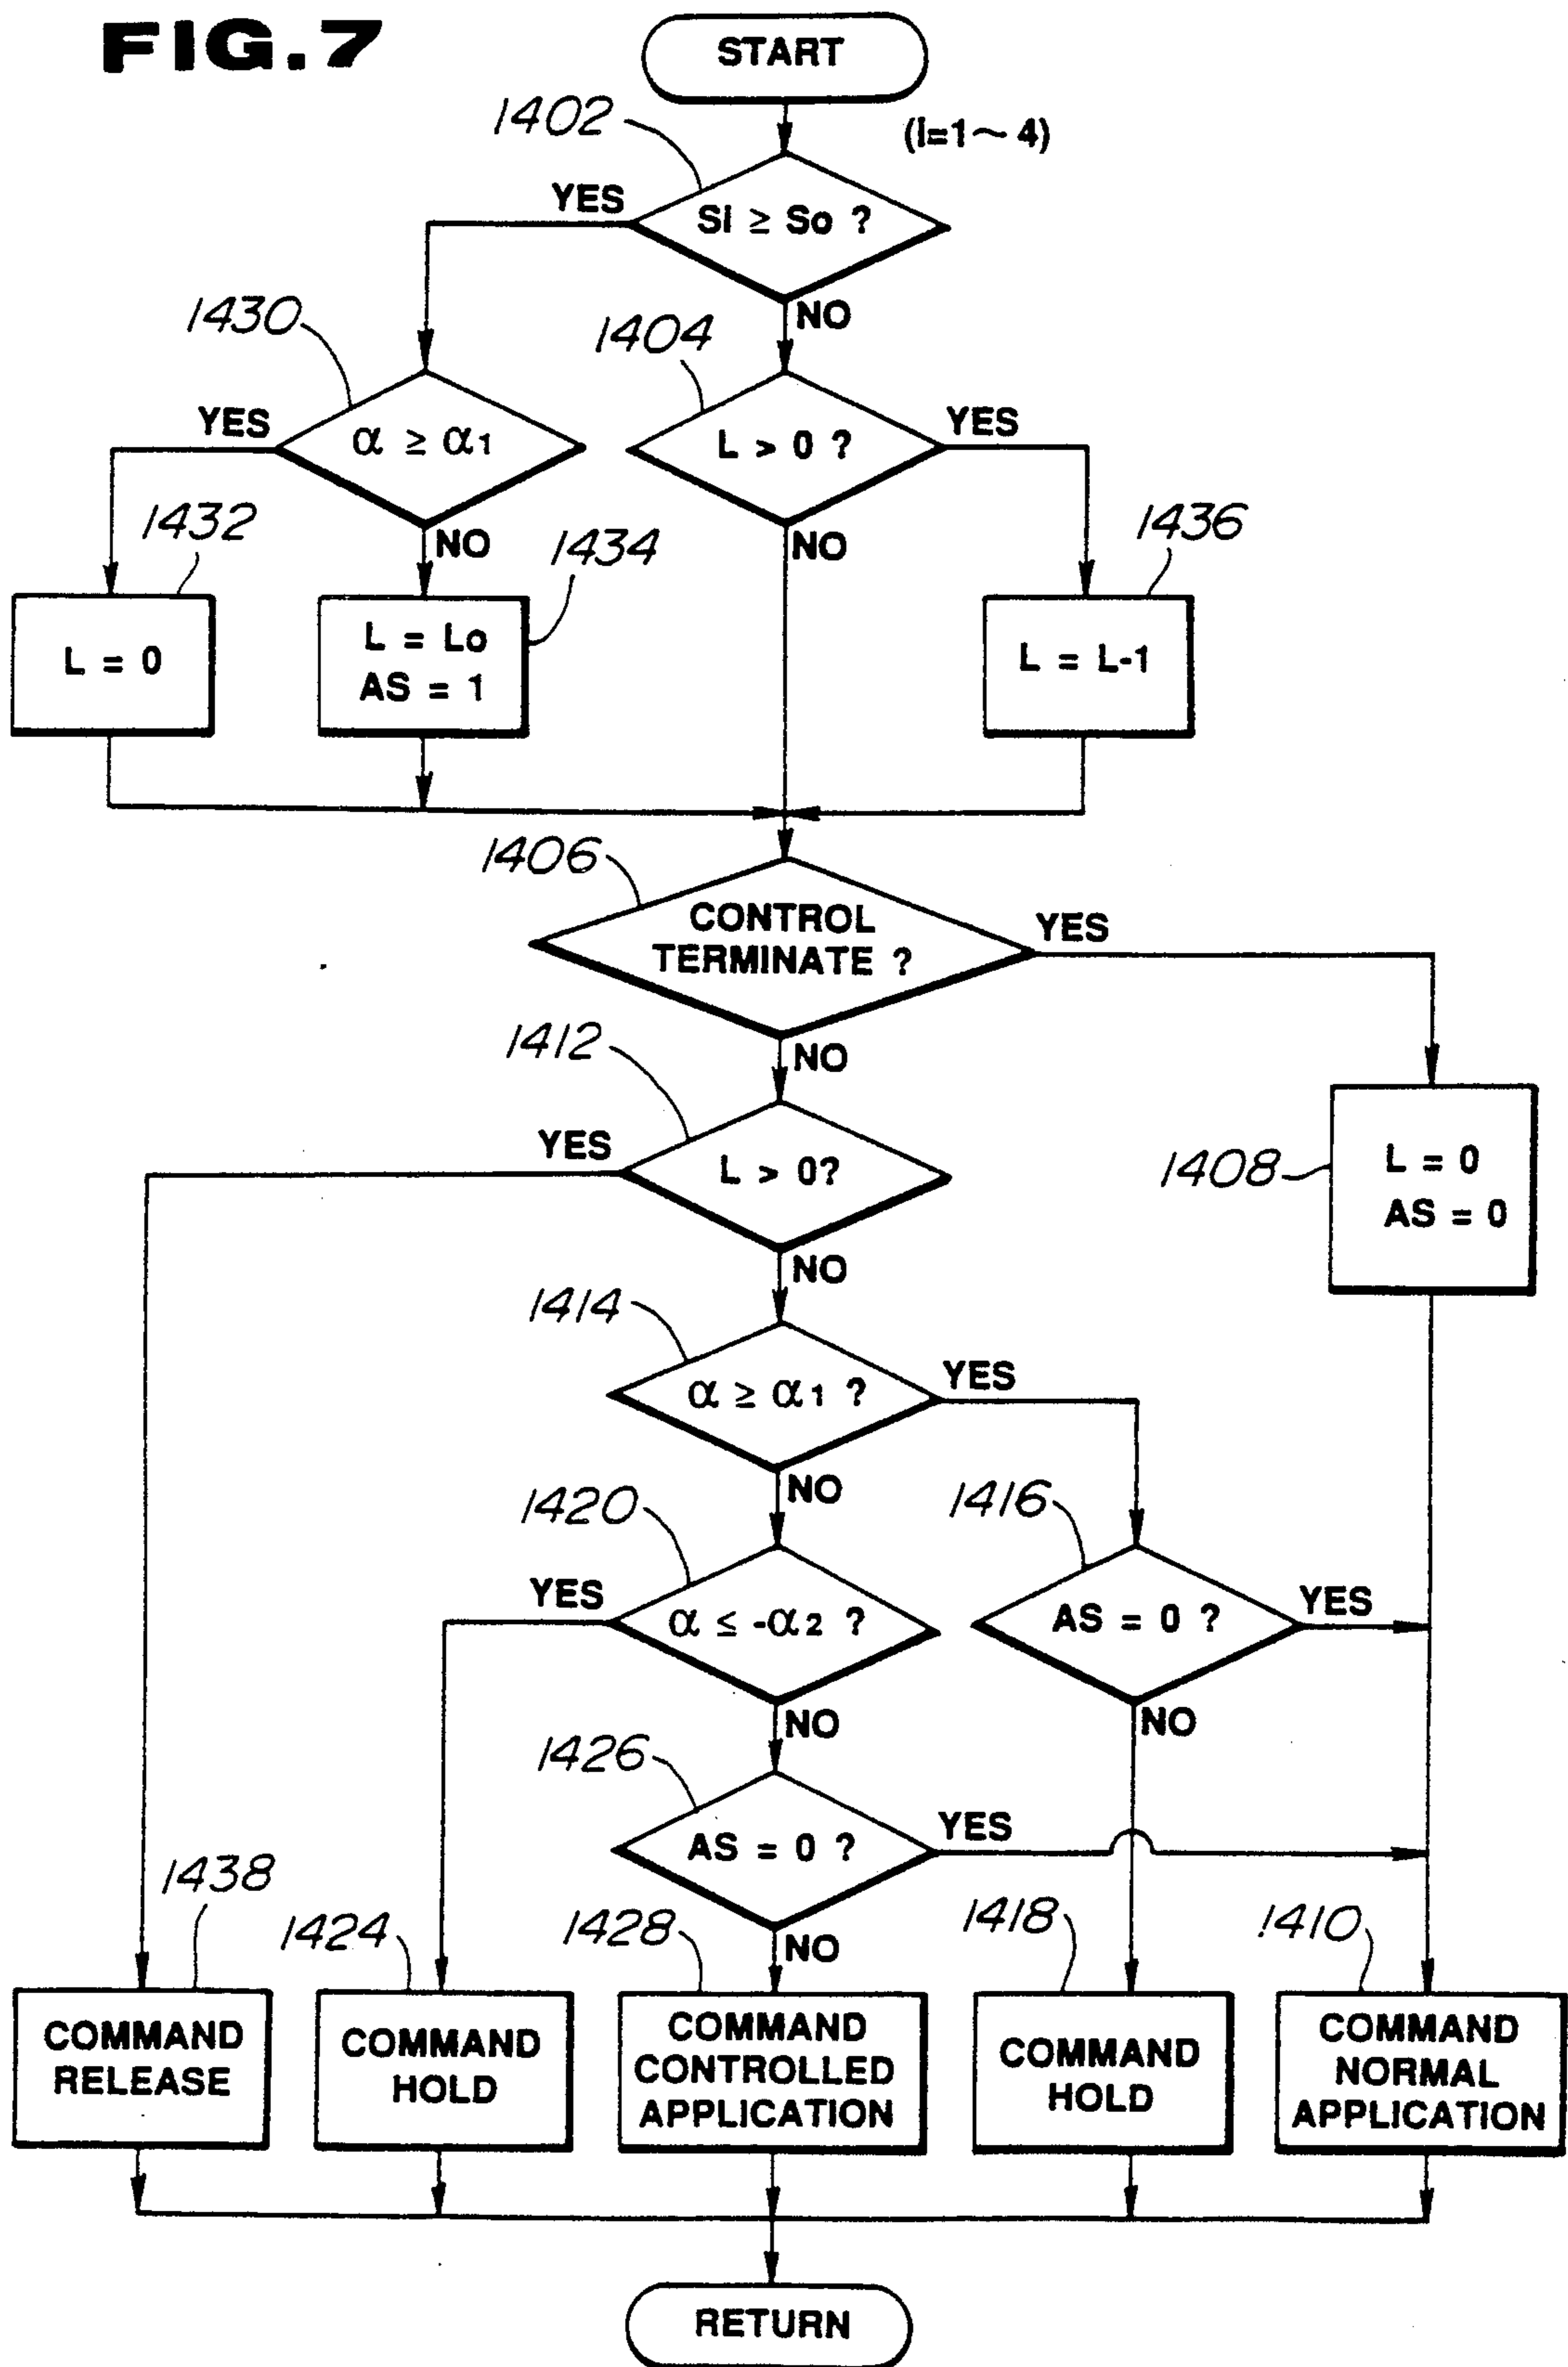 FIG.7
START
(i=1~4)
1402
YES
Si ≥ So ?
NO
1430
1404
YES
α ≥ α1
L > 0 ?
YES
NO
NO
1432
1434
1436
L = 0
L = Lo
AS = 1
L = L-1
1406
CONTROL
TERMINATE ?
YES
NO
1412
YES
L > 0?
1408
L = 0
AS = 0
NO
1414
α ≥ α1 ?
YES
NO
1420
1416
YES
α ≤ -α2 ?
AS = 0 ?
YES
NO
NO
1426
AS = 0 ?
YES
NO
1438
1424
1428
1418
1410
COMMAND
RELEASE
COMMAND
HOLD
COMMAND
CONTROLLED
APPLICATION
COMMAND
HOLD
COMMAND
NORMAL
APPLICATION
RETURN